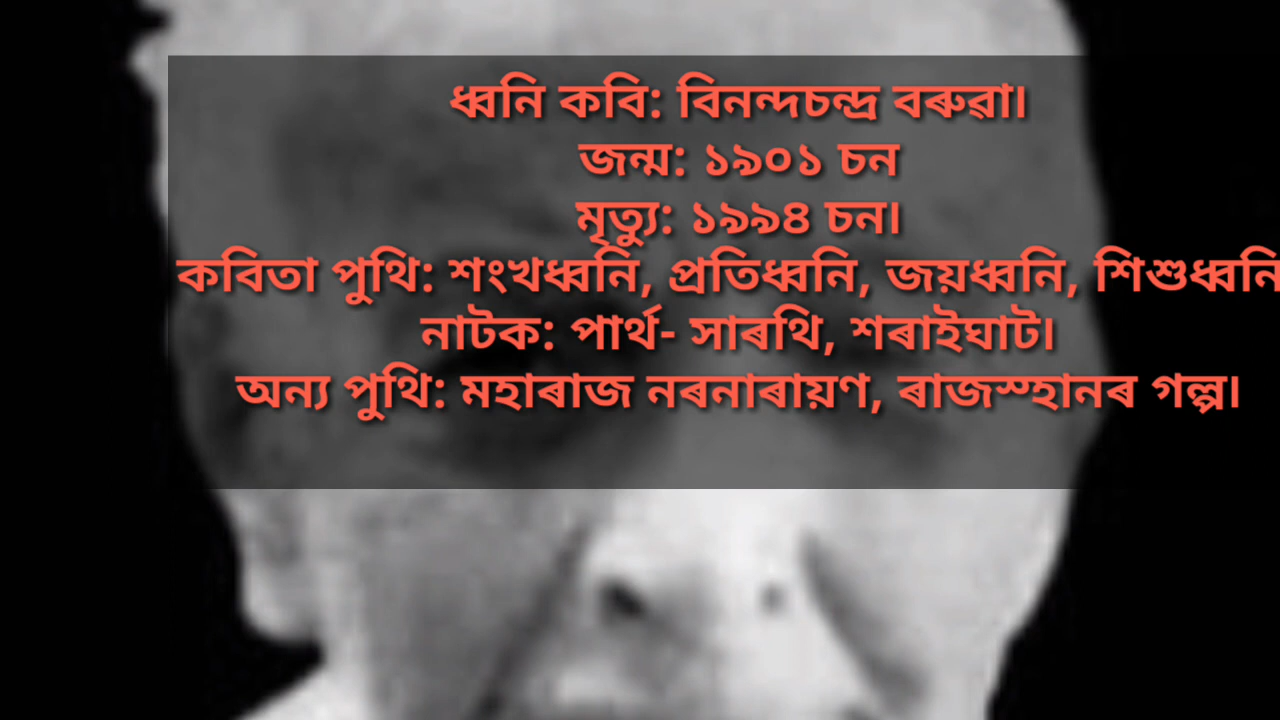 ধ্বনি কবি: বিনন্দচন্দ্ৰ বৰুৱা।
জন্ম: ১৯০১ চন
মৃত্যু: ১৯৯৪ চন।
কবিতা পুথি: শংখধ্বনি, প্ৰতিধ্বনি, জয়ধ্বনি, শিশুধ্বনি
নাটক: পাৰ্থ- সাৰথি, শৰাইঘাট।
অন্য পুথি: মহাৰাজ নৰনাৰায়ণ, ৰাজস্হানৰ গল্প।